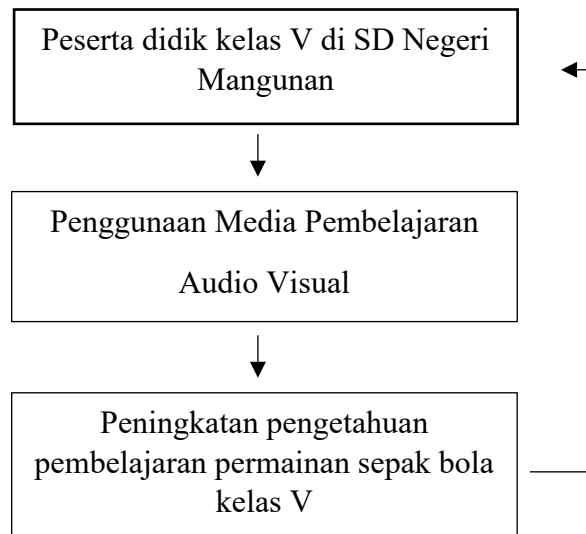 Peserta didik kelas V di SD Negeri
Mangunan
Penggunaan Media Pembelajaran
Audio Visual
Peningkatan pengetahuan
pembelajaran permainan sepak bola
kelas V